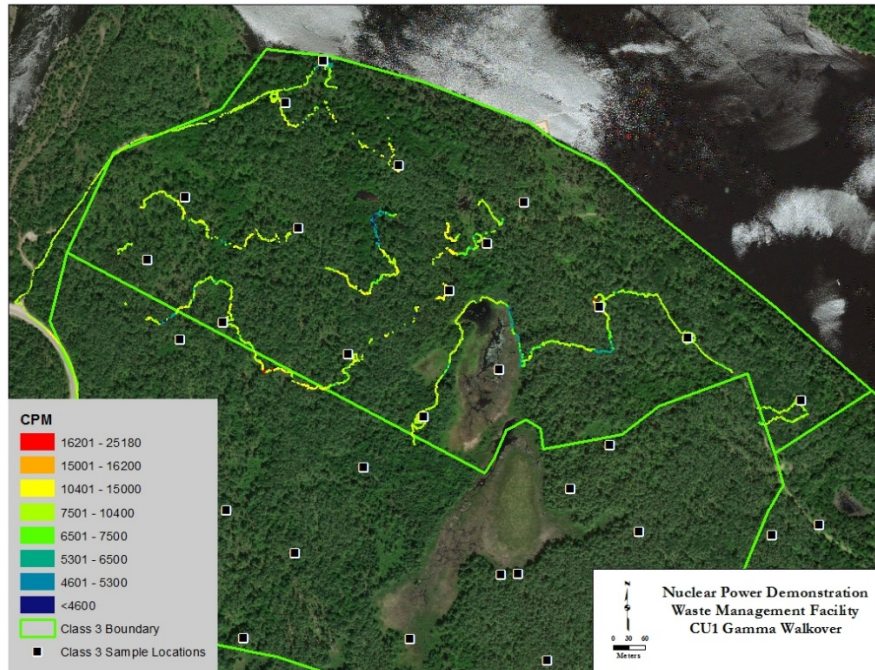 CPM
16201 - 25180
15001 - 16200
10401 - 15000
7501 - 10400
6501 - 7500
5301 - 6500
4601 - 5300
<4600
Class 3 Boundary
Class 3 Sample Locations
N
0 30 60
Meters
Nuclear Power Demonstration
Waste Management Facility
CU1 Gamma Walkover